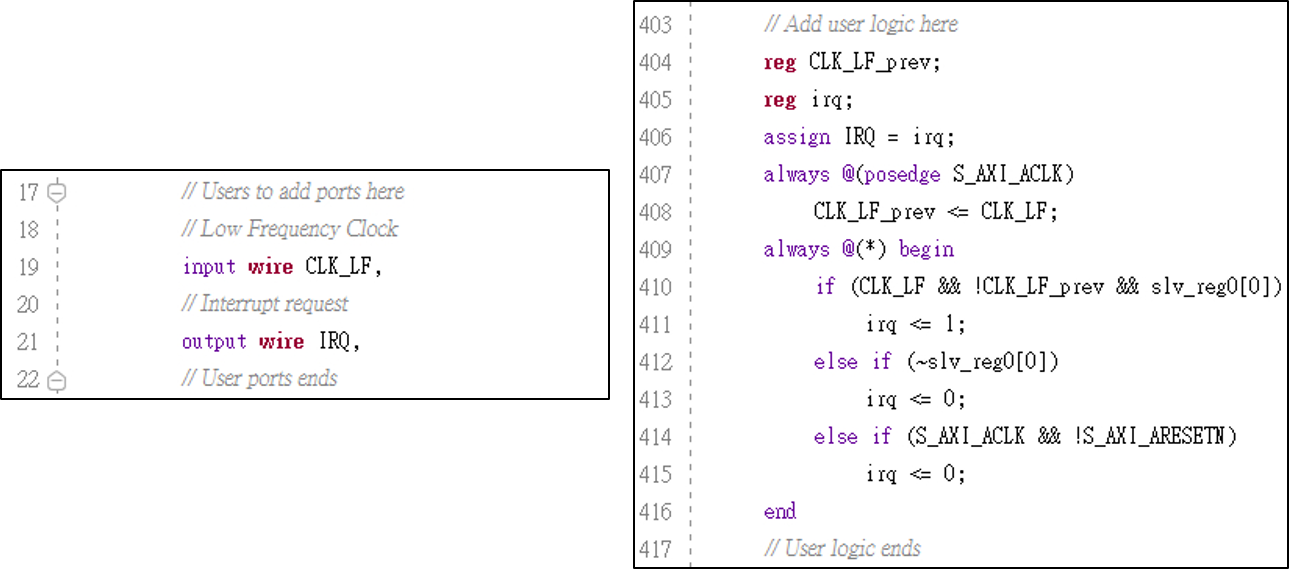 17 // Users to add ports here
18 // Low Frequency Clock
19 input wire CLK_LF,
20 // Interrupt request
21 output wire IRQ,
22 // User ports ends
403 // Add user logic here
404 reg CLK_LF_prev;
405 reg irq;
406 assign IRQ = irq;
407 always @(posedge S_AXI_ACLK)
408 CLK_LF_prev <= CLK_LF;
409 always @(*) begin
410 if (CLK_LF && !CLK_LF_prev && slv_reg0[0])
411 irq <= 1;
412 else if (~slv_reg0[0])
413 irq <= 0;
414 else if (S_AXI_ACLK && !S_AXI_ARESETN)
415 irq <= 0;
416 end
417 // User logic ends